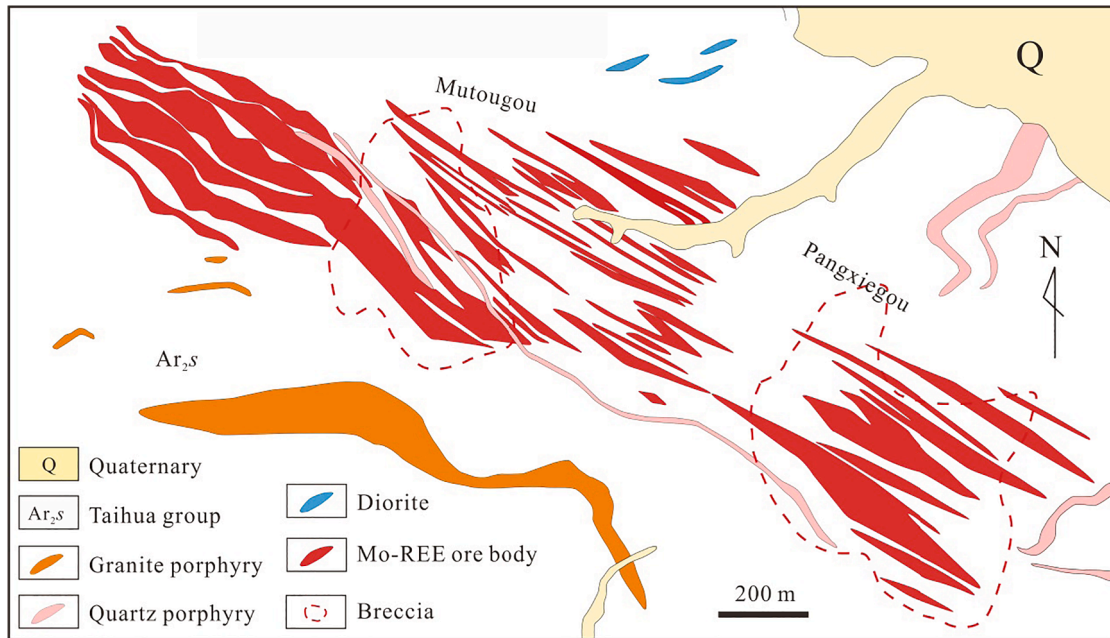 Q
Mutougou
Pangxiegou
N
Ar₂s
Q Quaternary
Ar₂s Taihua group
Granite porphyry
Quartz porphyry
Diorite
Mo-REE ore body
Breccia
200 m